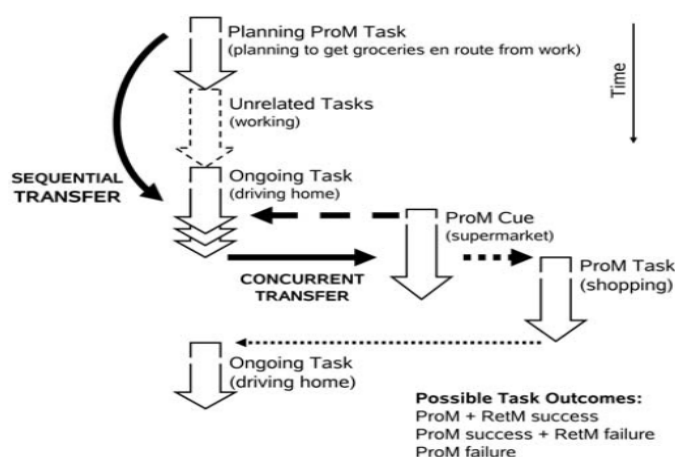 Planning ProM Task
(planning to get groceries en route from work)
Time
Unrelated Tasks
(working)
SEQUENTIAL
TRANSFER
Ongoing Task
(driving home)
ProM Cue
(supermarket)
CONCURRENT
TRANSFER
ProM Task
(shopping)
Ongoing Task
(driving home)
Possible Task Outcomes:
ProM + RetM success
ProM success + RetM failure
ProM failure